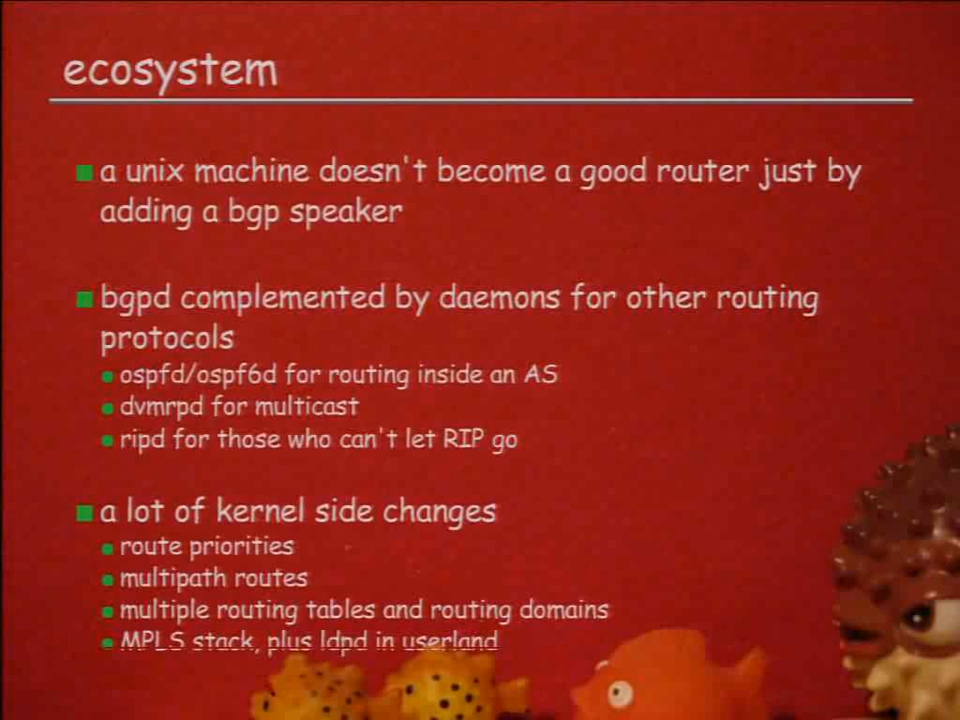 ecosystem
a unix machine doesn't become a good router just by
adding a bgp speaker
bgpd complemented by daemons for other routing
protocols
ospfd/ospf6d for routing inside an AS
dvmrpd for multicast
ripd for those who can't let RIP go
a lot of kernel side changes
route priorities
multipath routes
multiple routing tables and routing domains
MPLS stack, plus ldpd in userland